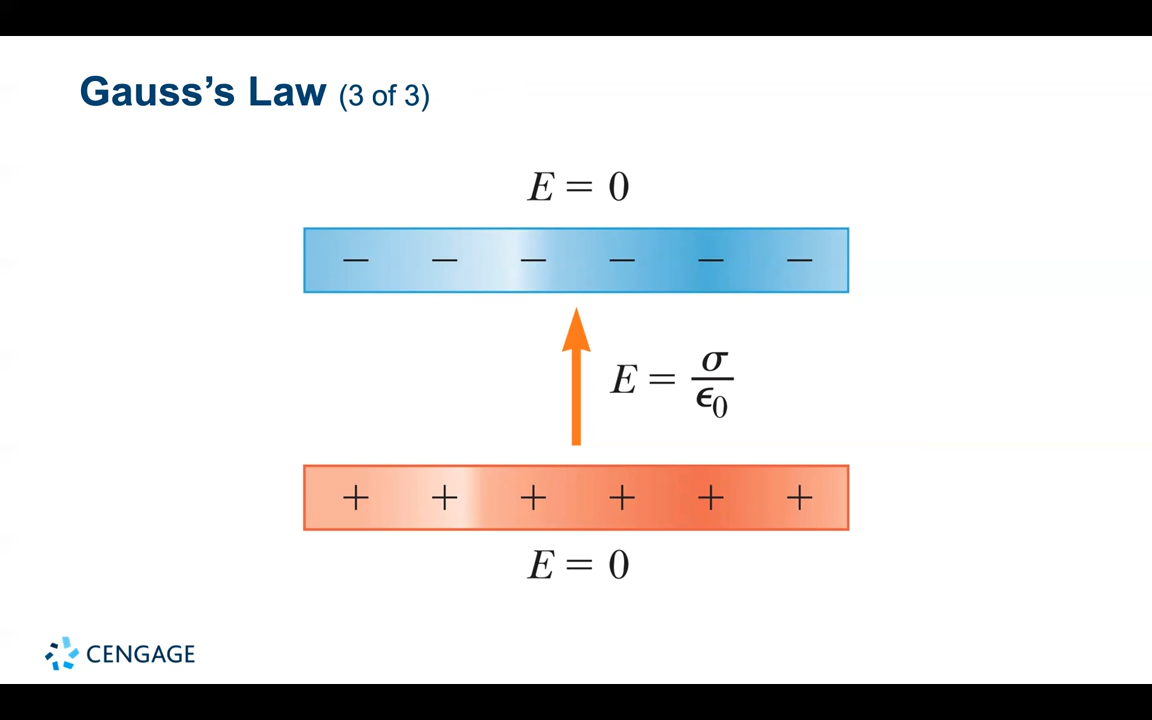 Gauss's Law (3 of 3)
E = 0
− − − − − −
E = σ/ϵ₀
+ + + + + +
E = 0
CENGAGE